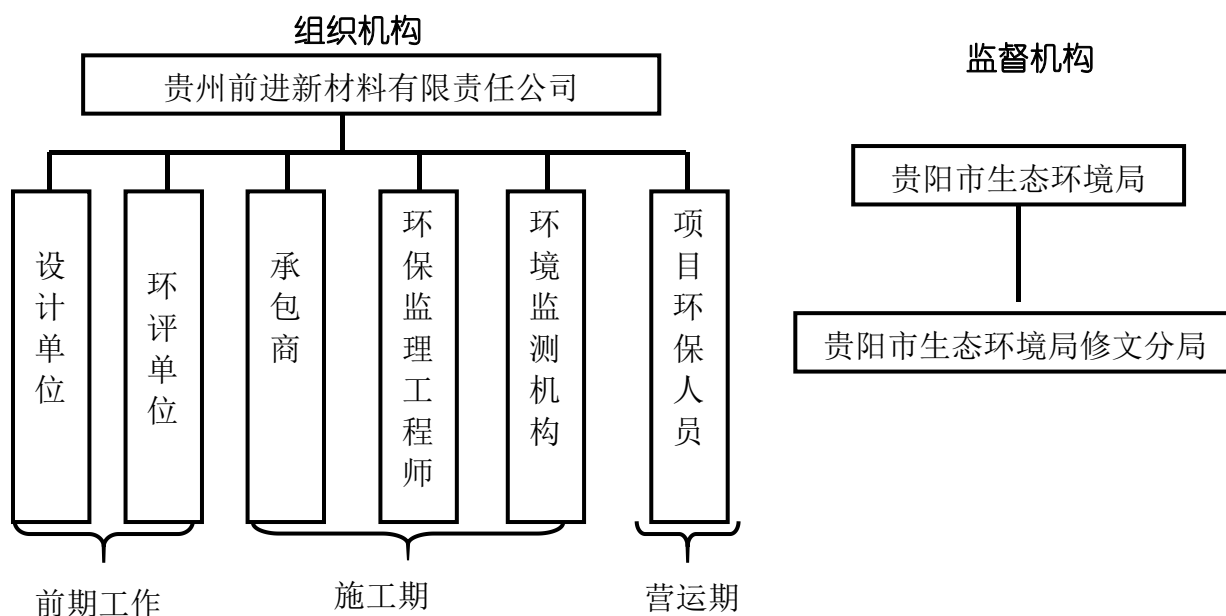 组织机构
贵州前进新材料有限责任公司
设计单位
环评单位
承包商
环保监理工程师
环境监测机构
项目环保人员
前期工作
施工期
营运期
监督机构
贵阳市生态环境局
贵阳市生态环境局修文分局